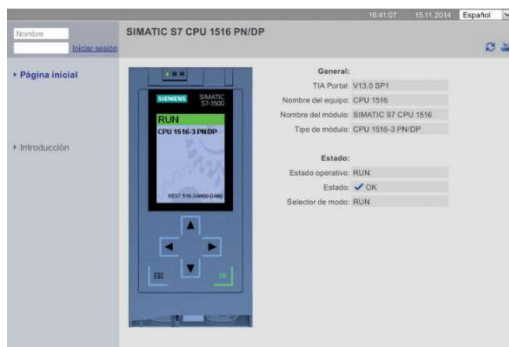 16:41:07 15.11.2014 Español
Nombre
Iniciar sesión
SIMATIC S7 CPU 1516 PN/DP
Página inicial
Introducción
SIEMENS
SIMATIC
S7-1500
RUN
CPU 1516-3 PN/DP
ESC
OK
General:
TIA Portal: V13.0 SP1
Nombre del equipo: CPU 1516
Nombre del módulo: SIMATIC S7 CPU 1516
Tipo de módulo: CPU 1516-3 PN/DP
Estado:
Estado operativo: RUN
Estado: OK
Selector de modo: RUN